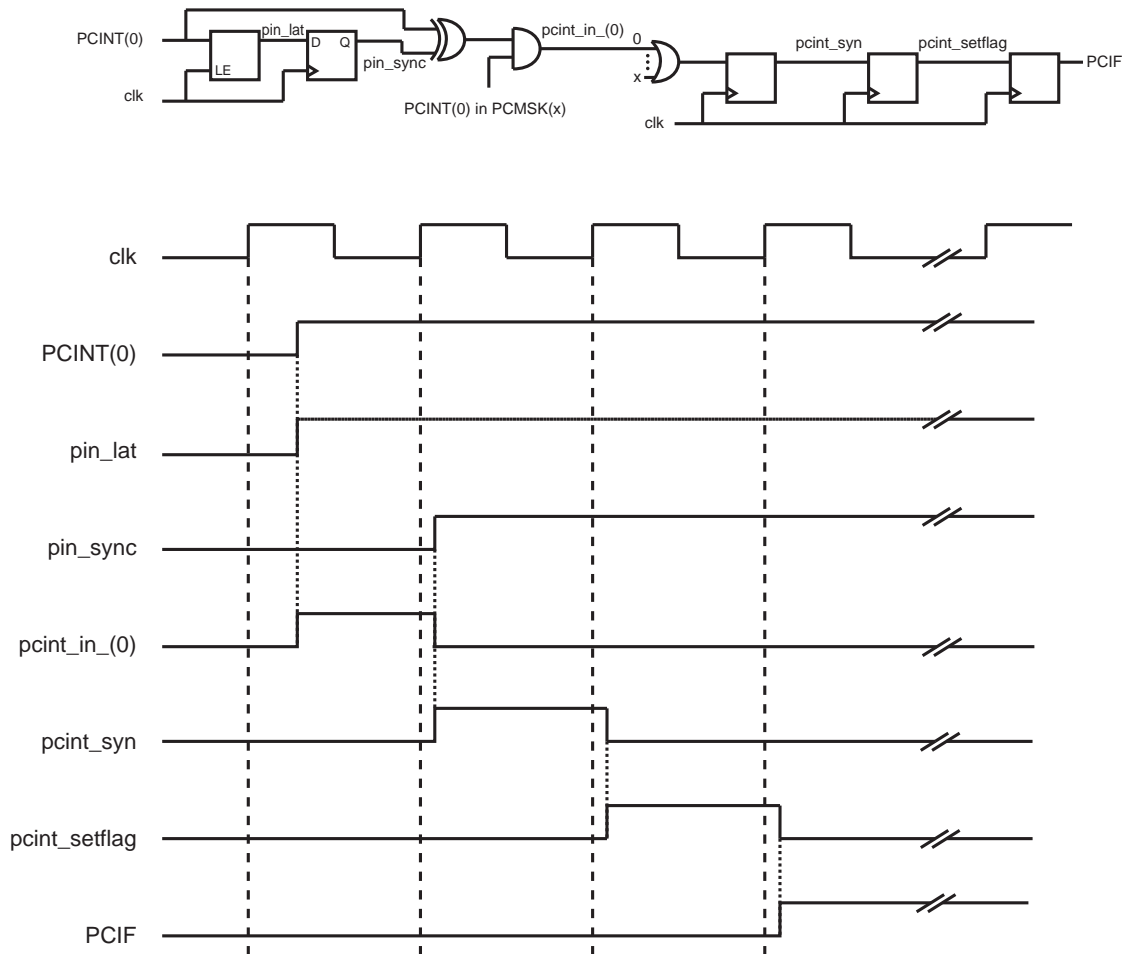 PCINT(0)
pin_lat
D Q
LE
pin_sync
clk
pcint_in_(0)
0
x
PCINT(0) in PCMSK(x)
pcint_syn
pcint_setflag
PCIF
clk
clk
PCINT(0)
pin_lat
pin_sync
pcint_in_(0)
pcint_syn
pcint_setflag
PCIF